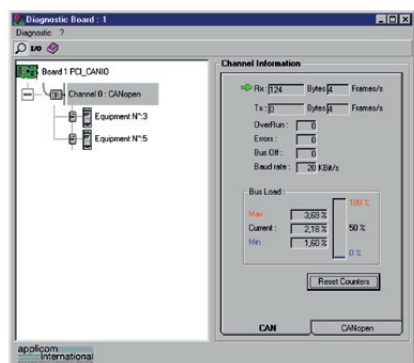 Diagnostic Board : 1
Diagnostic ?
I/O
Board 1 PCI_CANIO
Channel 0 : CANopen
Equipment N°:3
Equipment N°:5
Channel Information
Rx : 124 Bytes 4 Frames/s
Tx : 0 Bytes 4 Frames/s
OverRun : 0
Errors : 0
Bus Off : 0
Baud rate : 20 KBit/s
Bus Load :
100 %
Max : 3,69 %
Current : 2,18 % 50 %
Min : 1,60 %
0 %
Reset Counters
CAN CANopen
applicom
international